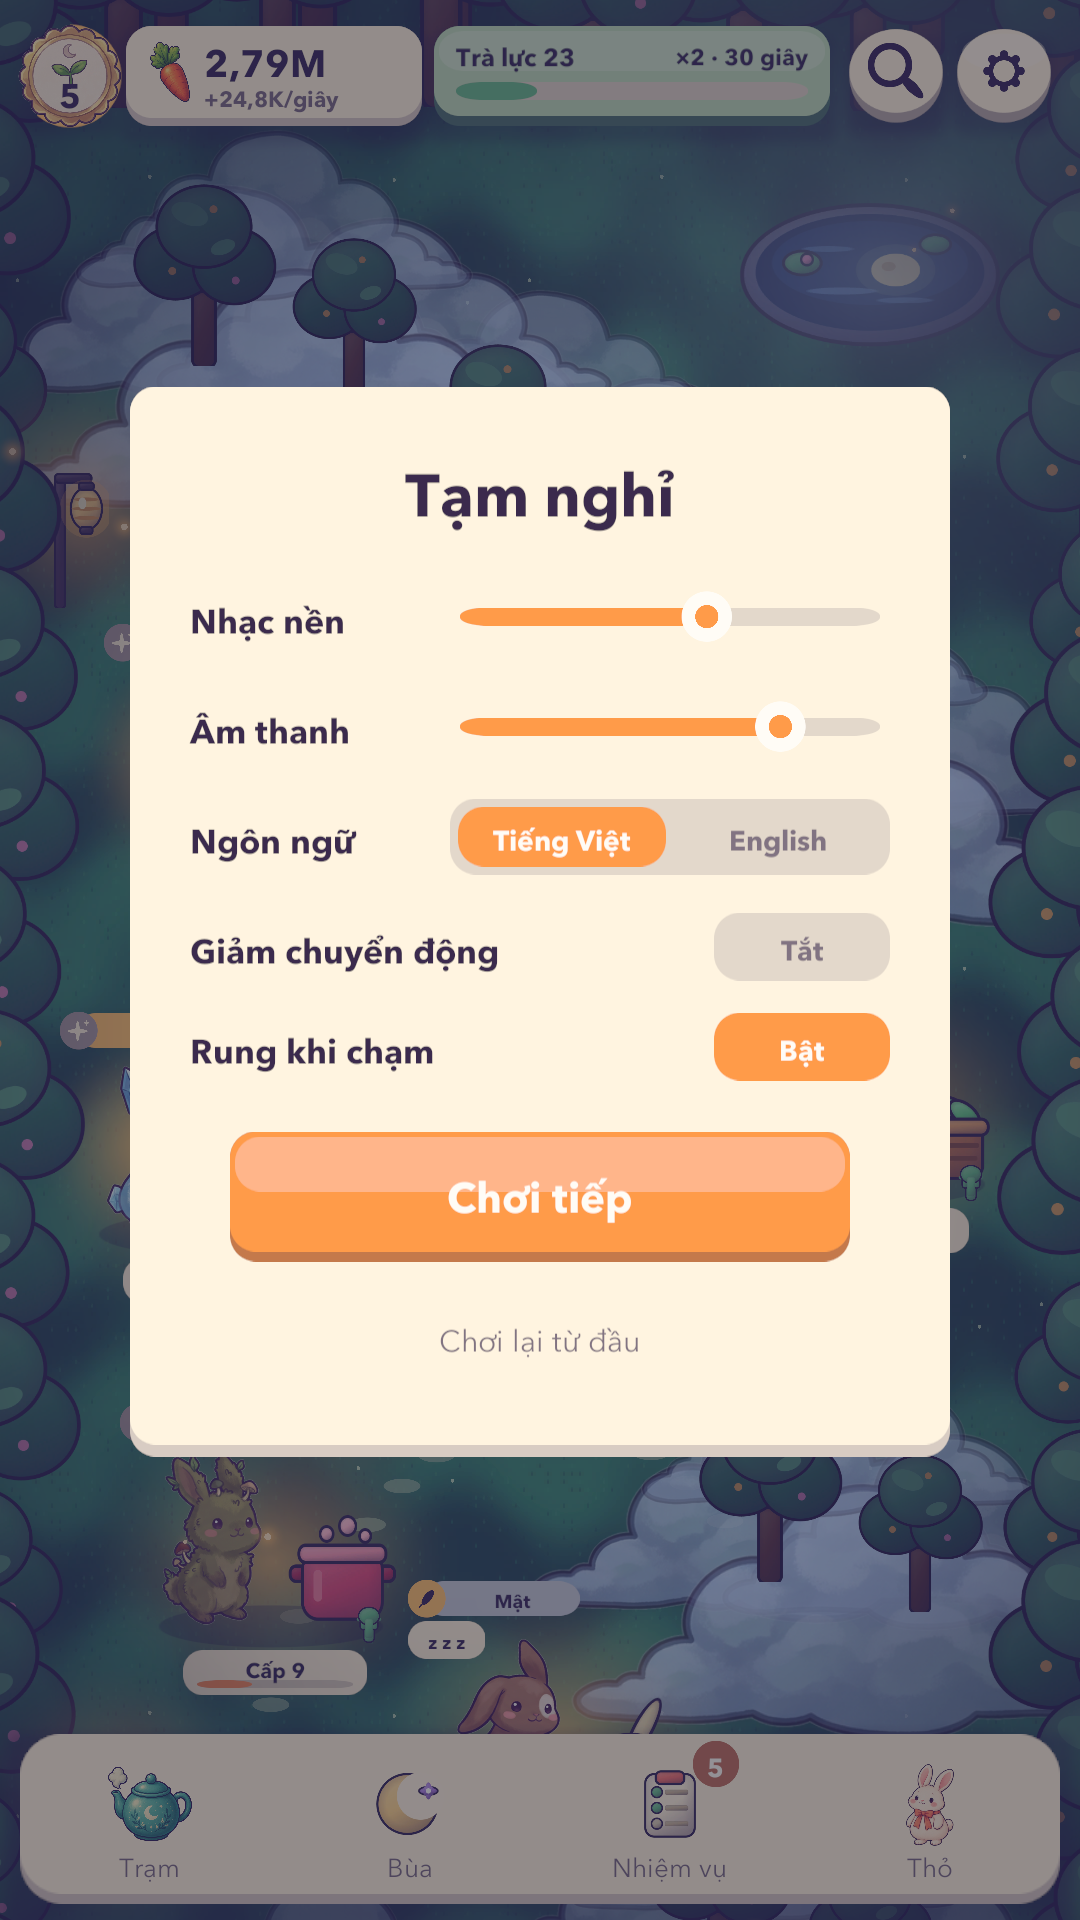 5
2,79M
+24,8K/giây
Trà lực 23
×2 · 30 giây
Tạm nghỉ
Nhạc nền
Âm thanh
Ngôn ngữ
Tiếng Việt
English
Giảm chuyển động
Tắt
Rung khi chạm
Bật
Chơi tiếp
Chơi lại từ đầu
Mật
z z z
Cấp 9
5
Trạm
Bùa
Nhiệm vụ
Thỏ